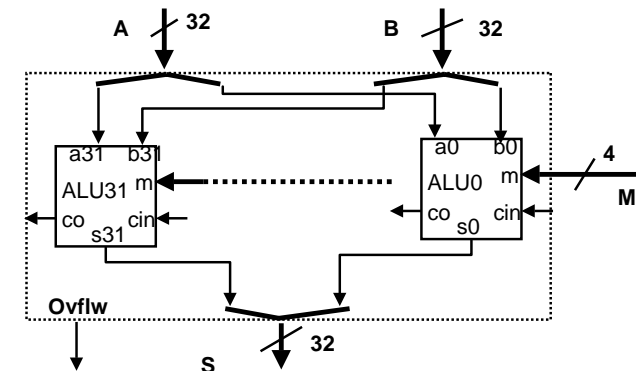 A 32 B 32
a31 b31 a0 b0
ALU31 m ALU0 m 4
M
co cin co cin
s31 s0
Ovflw
32
S